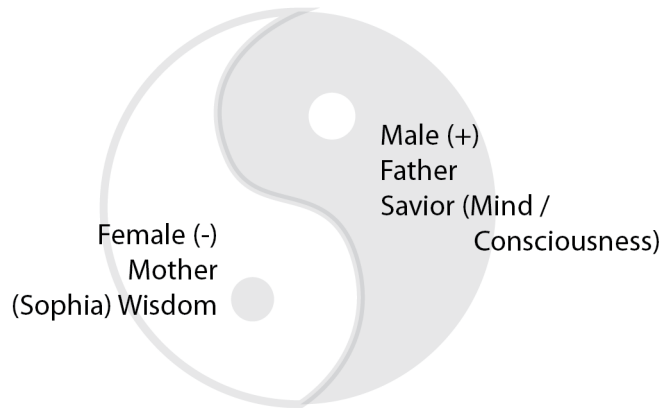 Male (+)
Father
Savior (Mind /
Consciousness)
Female (-)
Mother
(Sophia) Wisdom